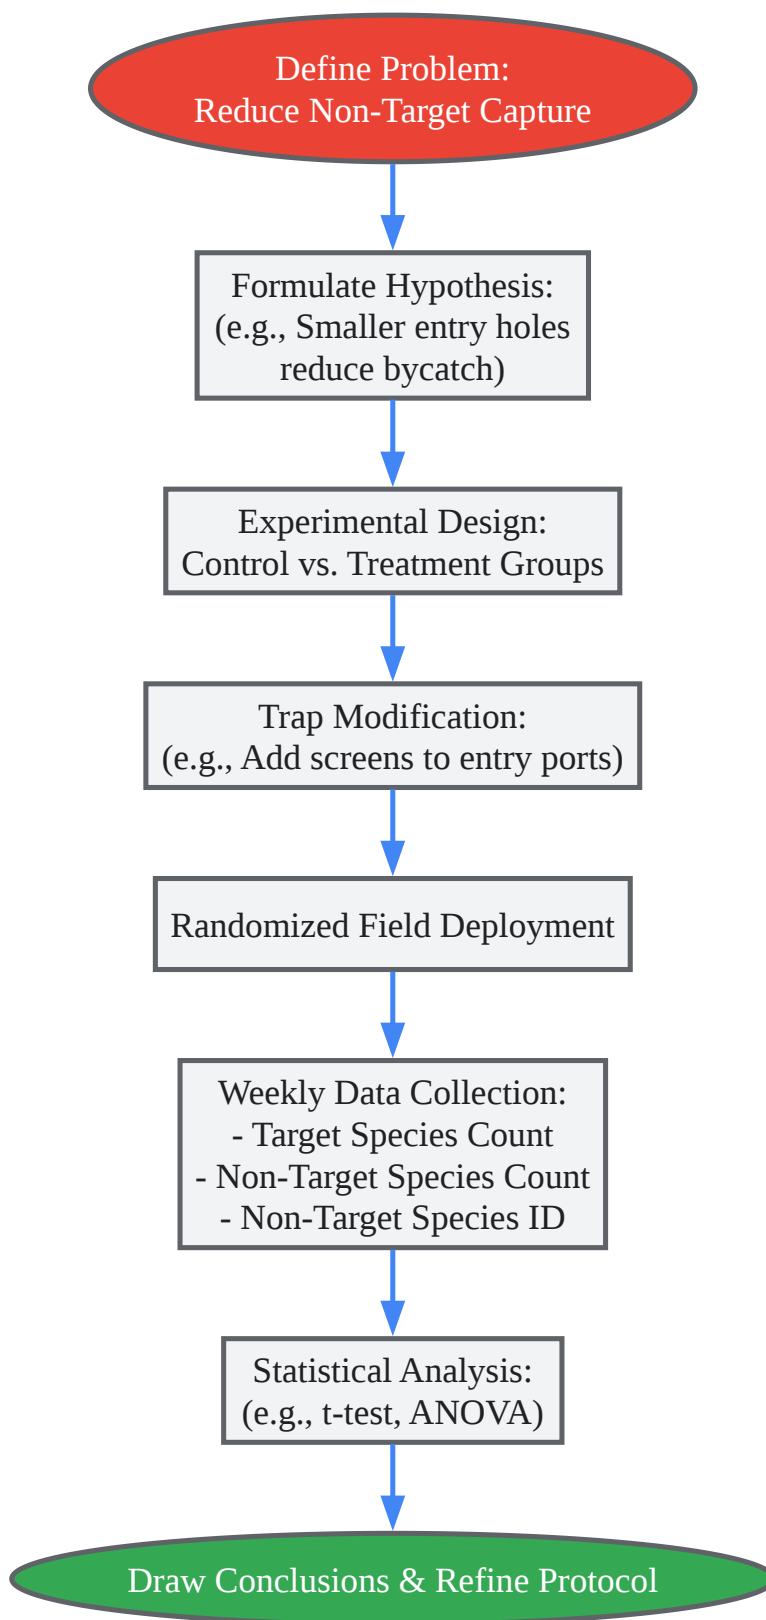 Define Problem:
Reduce Non-Target Capture
Formulate Hypothesis:
(e.g., Smaller entry holes
reduce bycatch)
Experimental Design:
Control vs. Treatment Groups
Trap Modification:
(e.g., Add screens to entry ports)
Randomized Field Deployment
Weekly Data Collection:
- Target Species Count
- Non-Target Species Count
- Non-Target Species ID
Statistical Analysis:
(e.g., t-test, ANOVA)
Draw Conclusions & Refine Protocol